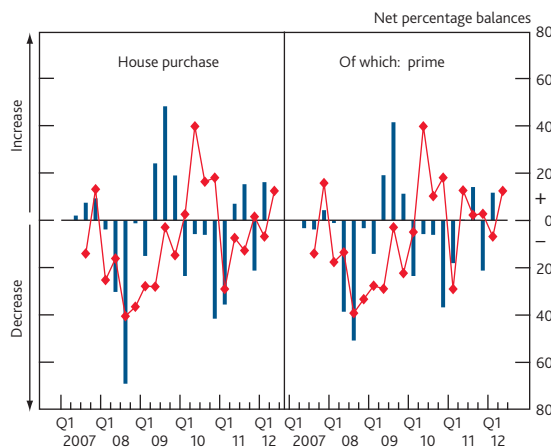 Net percentage balances
80
House purchase
Of which: prime
60
40
20
+
0
–
20
40
60
80
Increase
Decrease
Q1 Q1 Q1 Q1 Q1 Q1
2007 08 09 10 11 12
Q1 Q1 Q1 Q1 Q1 Q1
2007 08 09 10 11 12